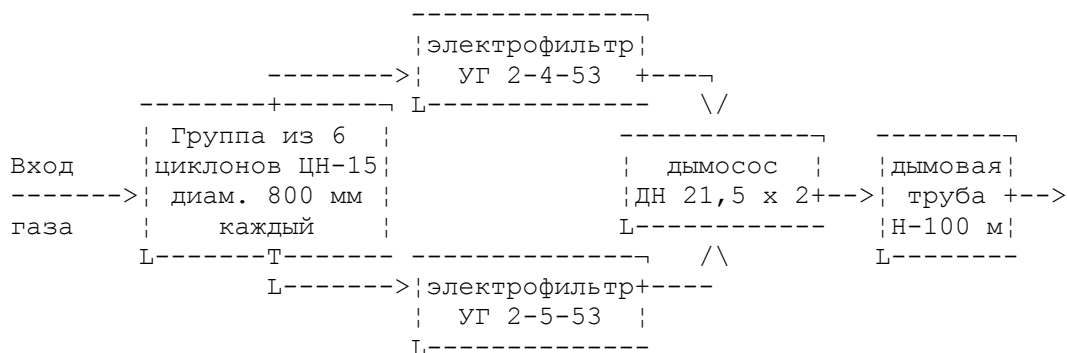 электрофильтр
УГ 2-4-53
Группа из 6
Вход циклонов ЦН-15 дымосос дымовая
диам. 800 мм ДН 21,5 х 2 труба
газа каждый Н-100 м
электрофильтр
УГ 2-5-53